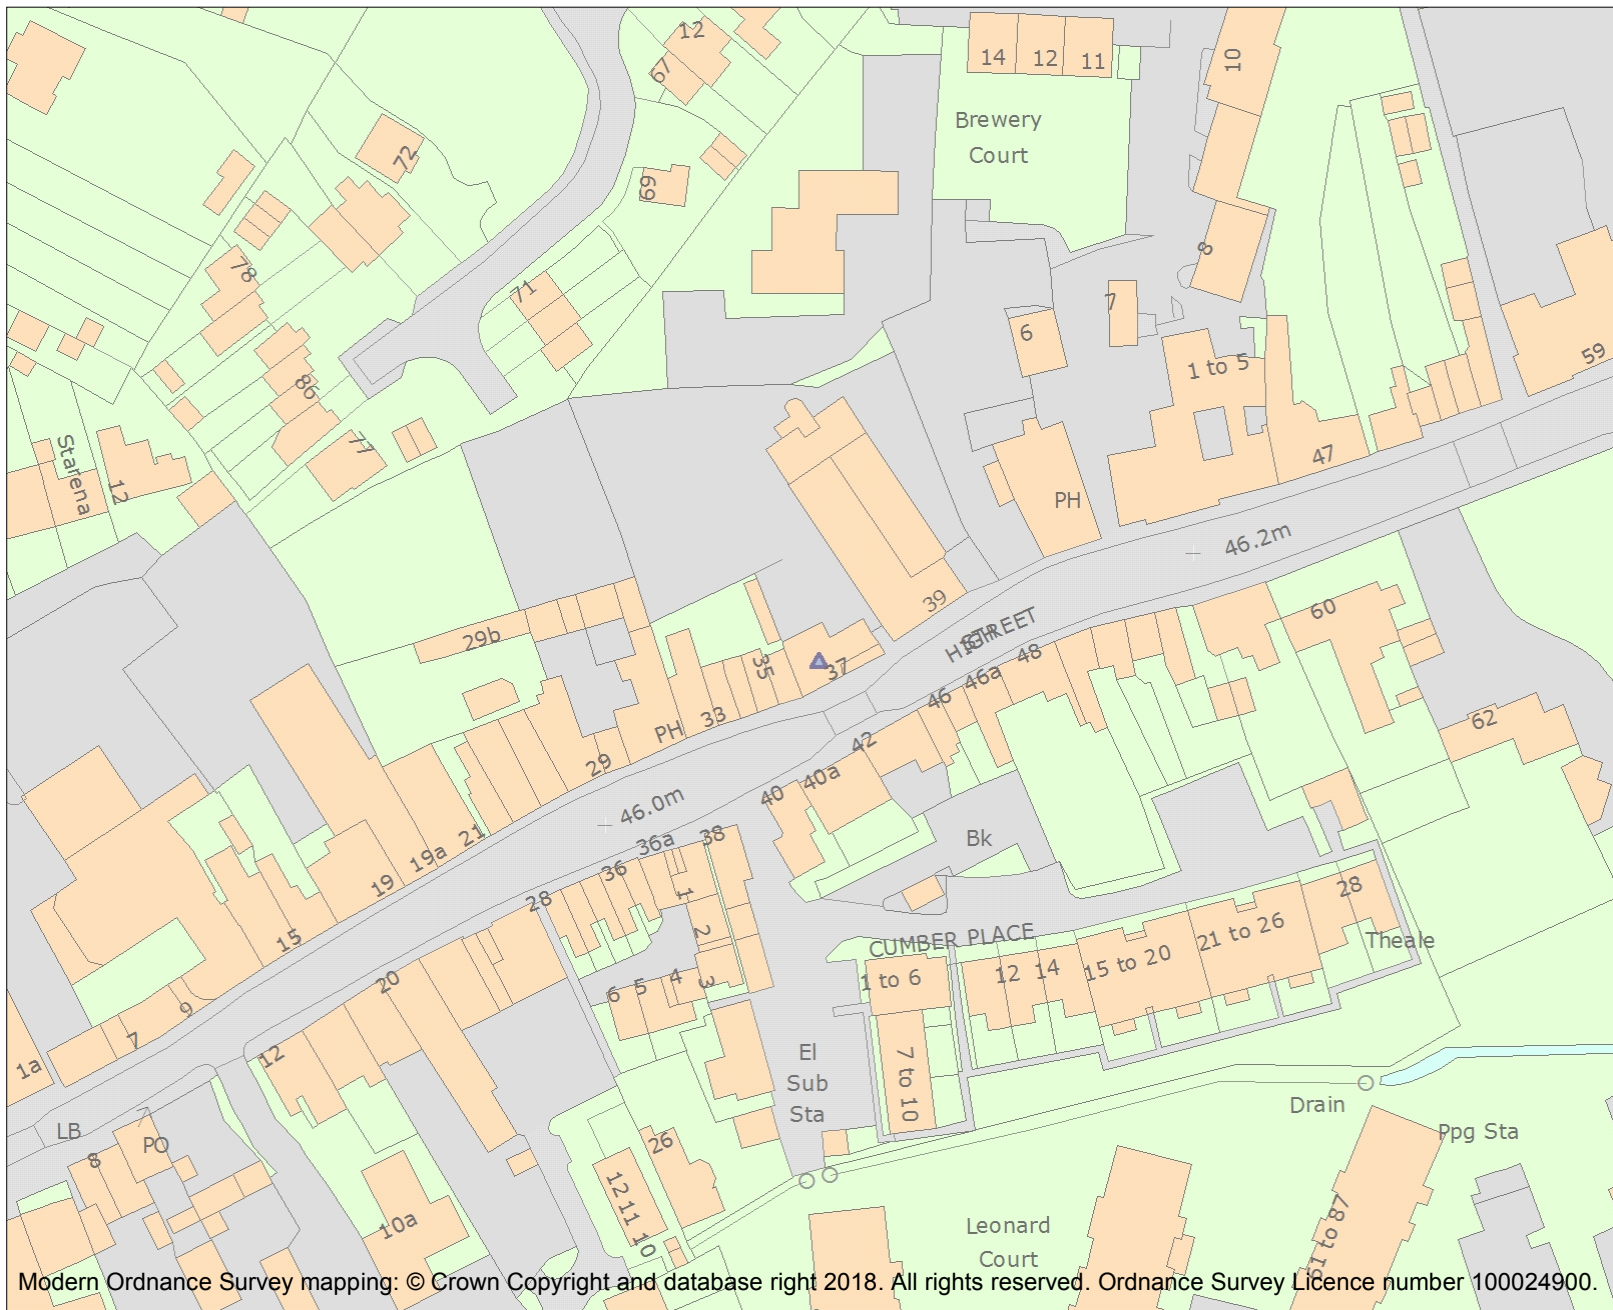 12
67
14 12 11
10
Brewery
Court
72
69
8
78
71
7
6
1 to 5
59
86
77
Starena
12
47
PH
46.2m
39
HIGH
STREET
60
29b
35
37
48
46a
46
33
PH
62
29
42
40a
40
46.0m
Bk
21
19a
19
38
36a
36
28
1
28
15
2
CUMBER PLACE
21 to 26
Theale
15 to 20
12 14
1 to 6
20
6 5 4 3
9
7
1a
12
El
Sub
Sta
7 to 10
Drain
Ppg Sta
LB
PO
8
26
12 11 10
10a
Leonard
Court
61 to 87
Modern Ordnance Survey mapping: © Crown Copyright and database right 2018. All rights reserved. Ordnance Survey Licence number 100024900.